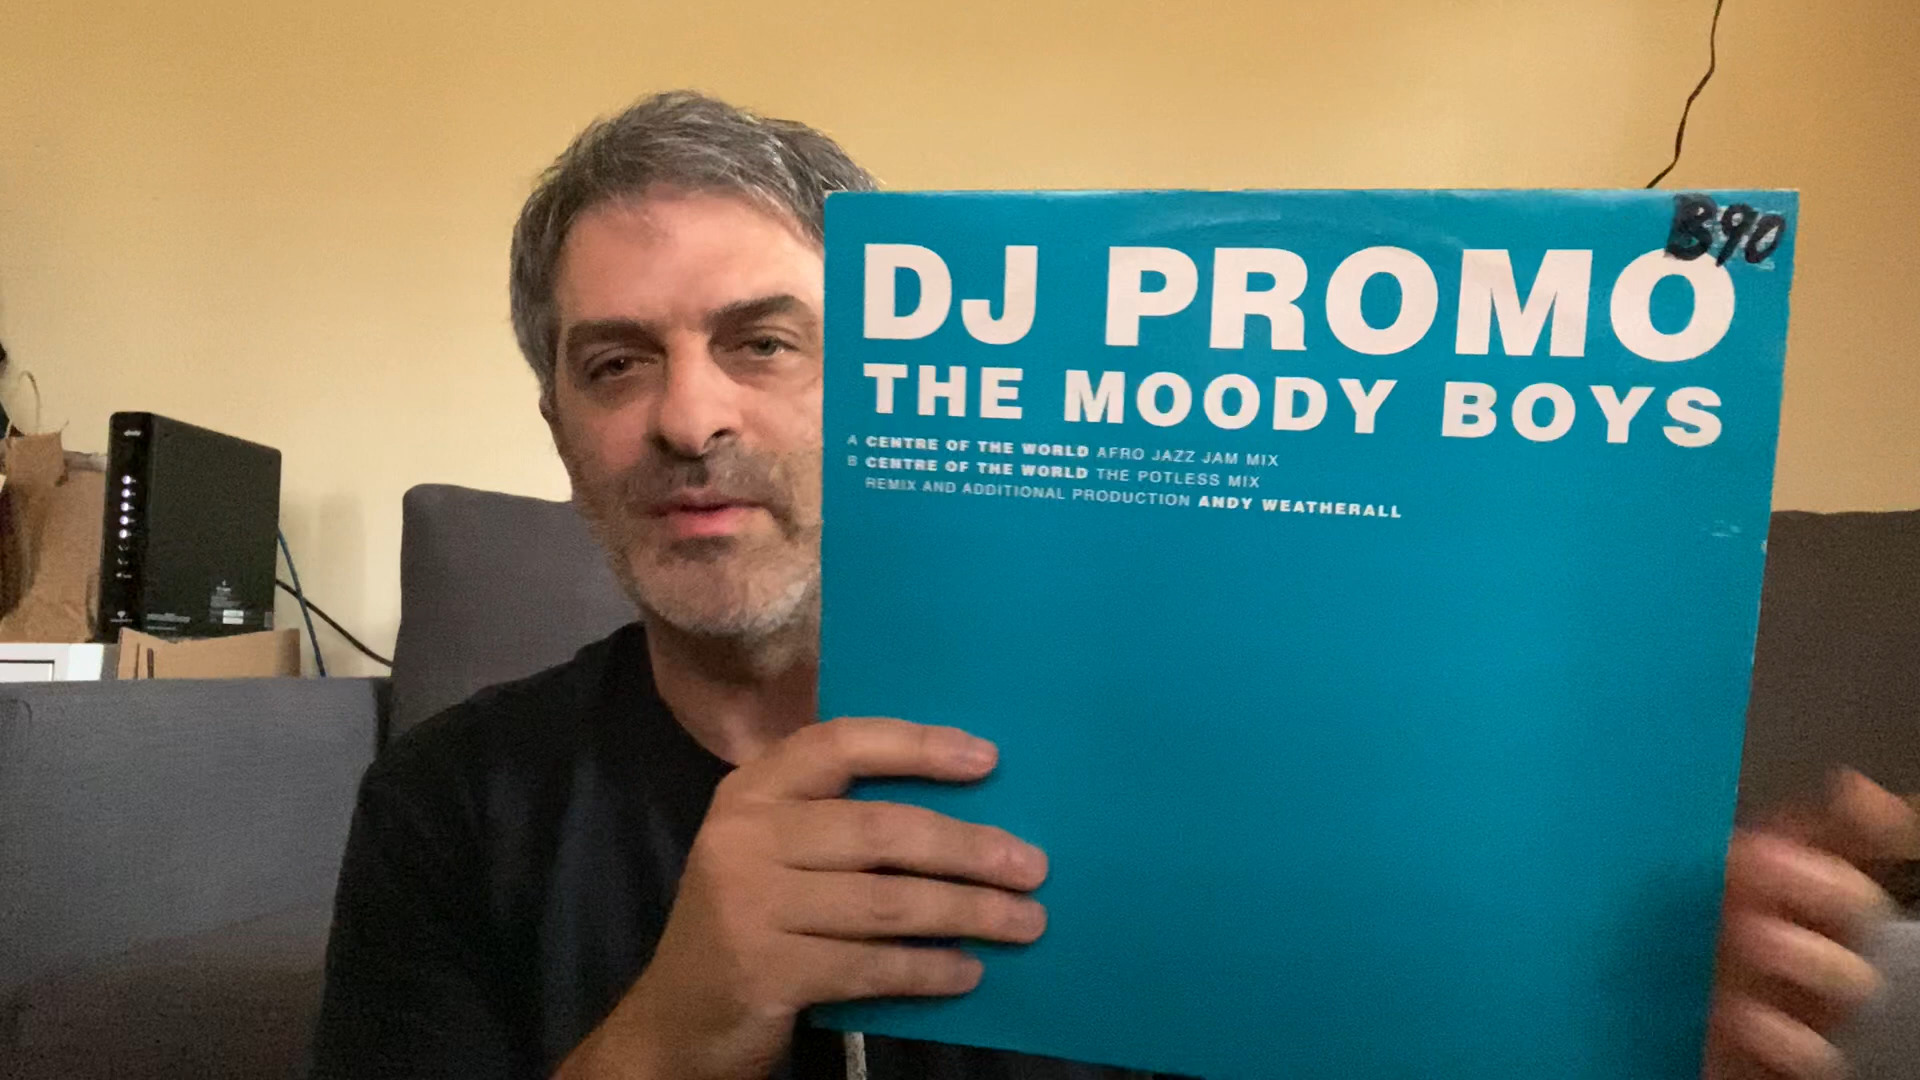 B90
DJ PROMO
THE MOODY BOYS
A CENTRE OF THE WORLD AFRO JAZZ JAM MIX
B CENTRE OF THE WORLD THE POTLESS MIX
REMIX AND ADDITIONAL PRODUCTION ANDY WEATHERALL